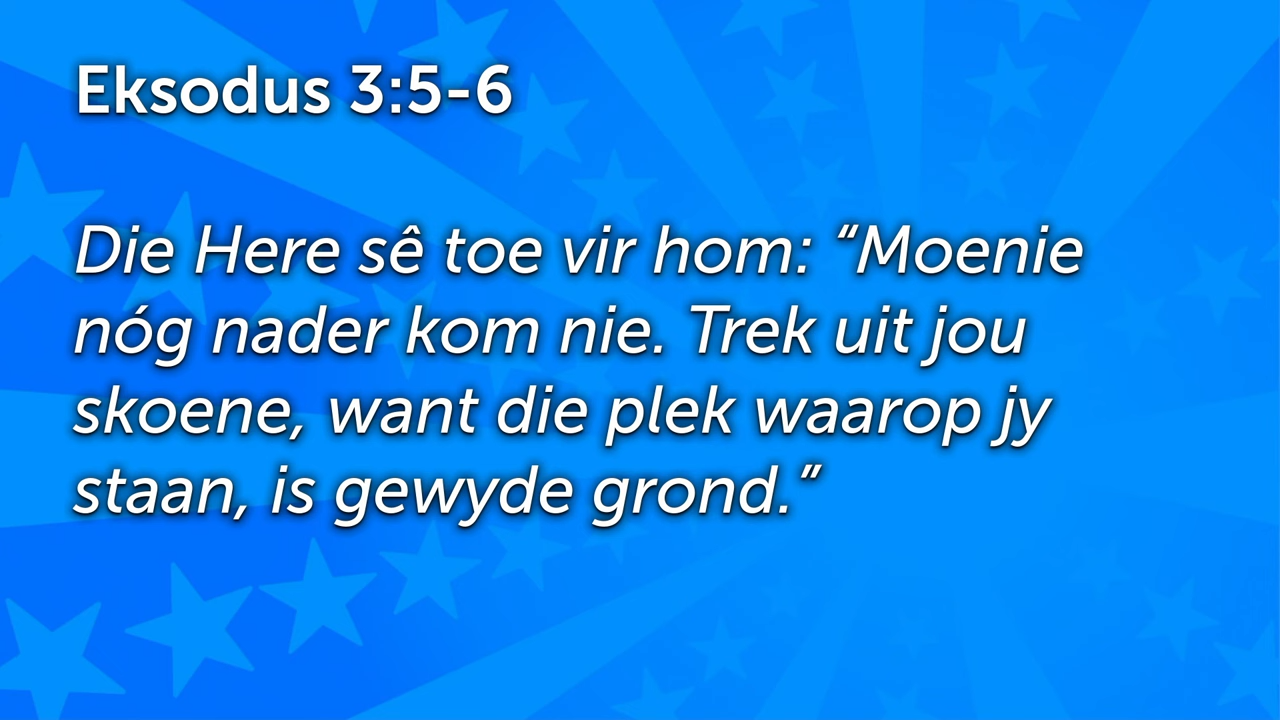 Eksodus 3:5-6
Die Here sê toe vir hom: “Moenie
nóg nader kom nie. Trek uit jou
skoene, want die plek waarop jy
staan, is gewyde grond.”